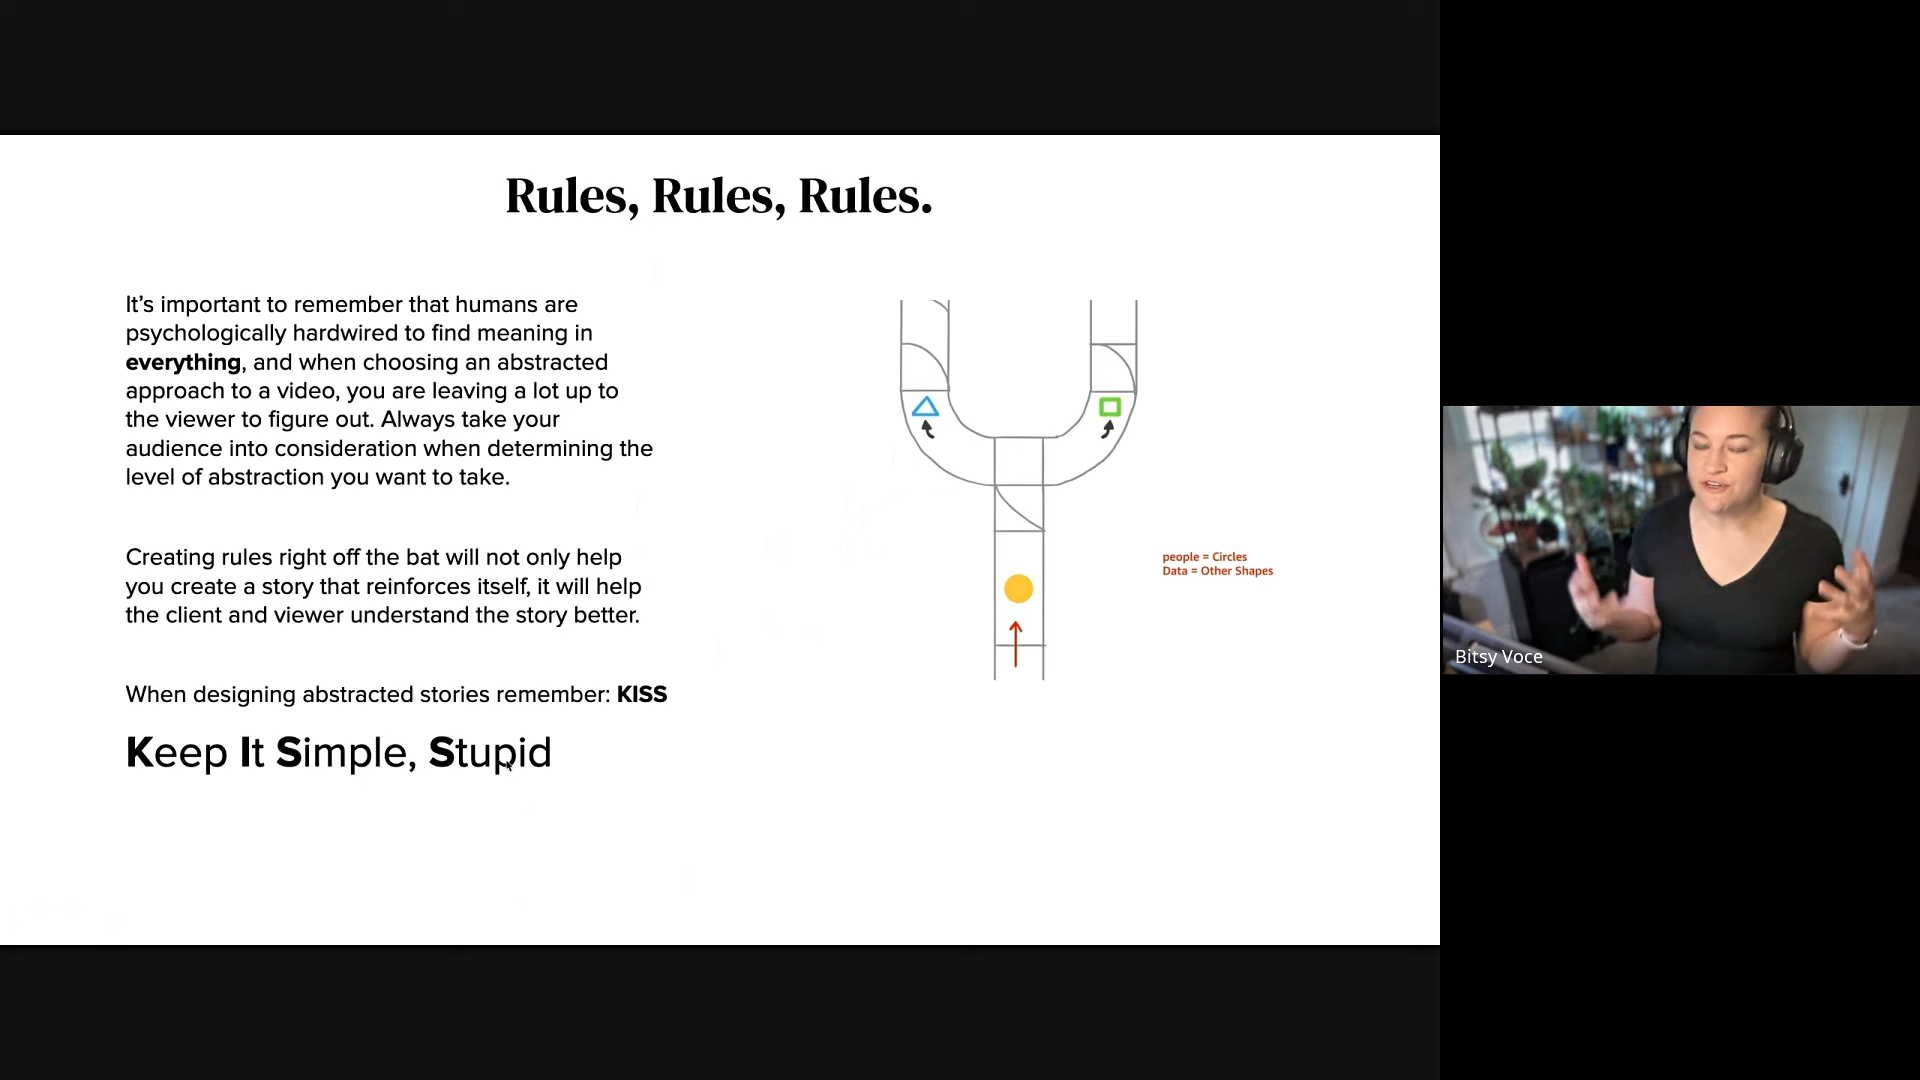 Rules, Rules, Rules.
It’s important to remember that humans are
psychologically hardwired to find meaning in
everything, and when choosing an abstracted
approach to a video, you are leaving a lot up to
the viewer to figure out. Always take your
audience into consideration when determining the
level of abstraction you want to take.
Creating rules right off the bat will not only help
you create a story that reinforces itself, it will help
the client and viewer understand the story better.
When designing abstracted stories remember: KISS
Keep It Simple, Stupid
people = Circles
Data = Other Shapes
Bitsy Voce